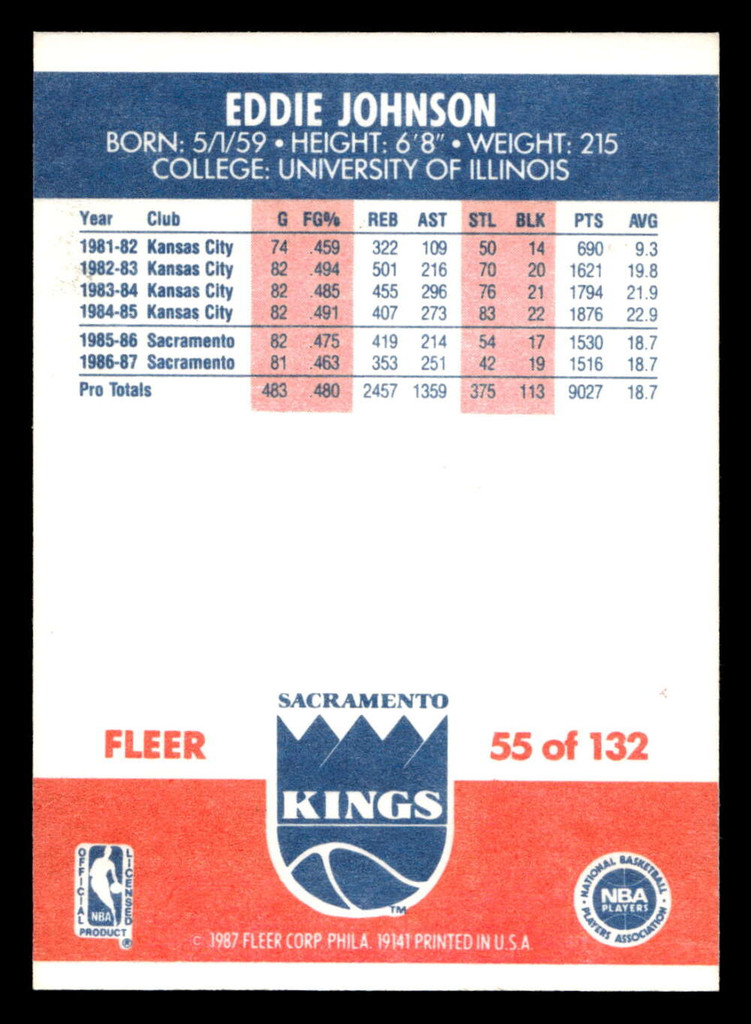 EDDIE JOHNSON
BORN: 5/1/59 • HEIGHT: 6'8" • WEIGHT: 215
COLLEGE: UNIVERSITY OF ILLINOIS
Year Club G FG% REB AST STL BLK PTS AVG
1981-82 Kansas City 74 .459 322 109 50 14 690 9.3
1982-83 Kansas City 82 .494 501 216 70 20 1621 19.8
1983-84 Kansas City 82 .485 455 296 76 21 1794 21.9
1984-85 Kansas City 82 .491 407 273 83 22 1876 22.9
1985-86 Sacramento 82 .475 419 214 54 17 1530 18.7
1986-87 Sacramento 81 .463 353 251 42 19 1516 18.7
Pro Totals 483 .480 2457 1359 375 113 9027 18.7
SACRAMENTO
FLEER
55 of 132
KINGS
TM
OFFICIAL
LICENSED
NBA
PRODUCT ®
• NATIONAL BASKETBALL •
NBA
PLAYERS
PLAYERS ASSOCIATION
© 1987 FLEER CORP. PHILA. 19141 PRINTED IN U.S.A.